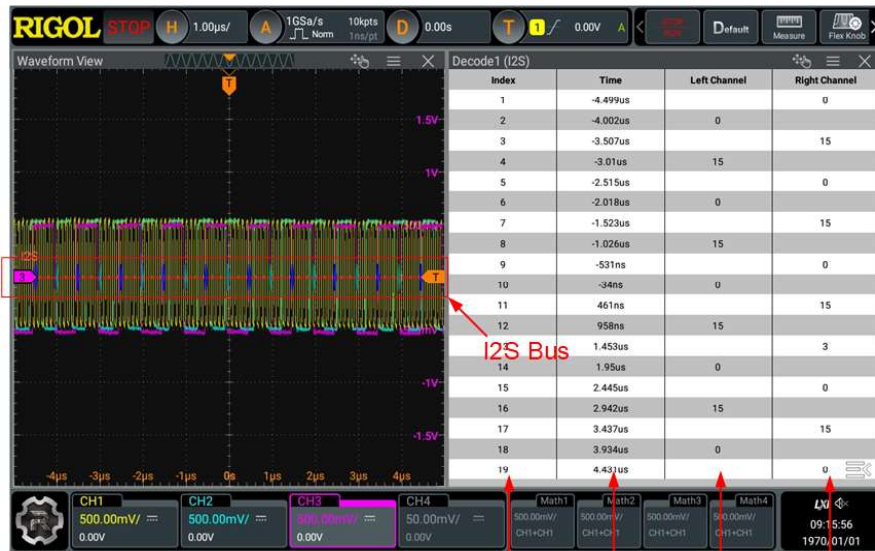 RIGOL STOP H 1.00µs/ A 1GSa/s Norm 10kpts 1ns/pt D 0.00s T 1 0.00V A STOP RUN Default Measure Flex Knob
Waveform View
Decode1 (I2S)
T
1.5V
1V
-1V
-1.5V
I2S
3
T
-4µs -3µs -2µs -1µs 0s 1µs 2µs 3µs 4µs
Index Time Left Channel Right Channel
1 -4.499us 0
2 -4.002us 0
3 -3.507us 15
4 -3.01us 15
5 -2.515us 0
6 -2.018us 0
7 -1.523us 15
8 -1.026us 15
9 -531ns 0
10 -34ns 0
11 461ns 15
12 958ns 15
1.453us 3
14 1.95us 0
15 2.445us 0
16 2.942us 15
17 3.437us 15
18 3.934us 0
19 4.431us 0
I2S Bus
CH1 CH2 CH3 CH4 Math1 Math2 Math3 Math4
500.00mV/ 500.00mV/ 500.00mV/ 50.00mV/ 500.00mV/ 500.00mV/ 500.00mV/ 500.00mV/
0.00V 0.00V 0.00V 0.00V CH1+CH1 CH1+CH1 CH1+CH1 CH1+CH1
LXI
09:15:56
1970/01/01